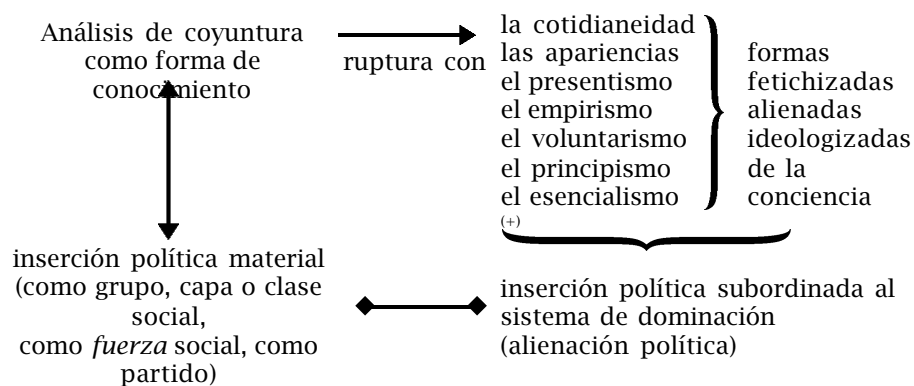 Análisis de coyuntura
como forma de
conocimiento
ruptura con
la cotidianeidad
las apariencias
el presentismo
el empirismo
el voluntarismo
el principismo
el esencialismo
(+)
formas
fetichizadas
alienadas
ideologizadas
de la
conciencia
inserción política material
(como grupo, capa o clase
social,
como fuerza social, como
partido)
inserción política subordinada al
sistema de dominación
(alienación política)